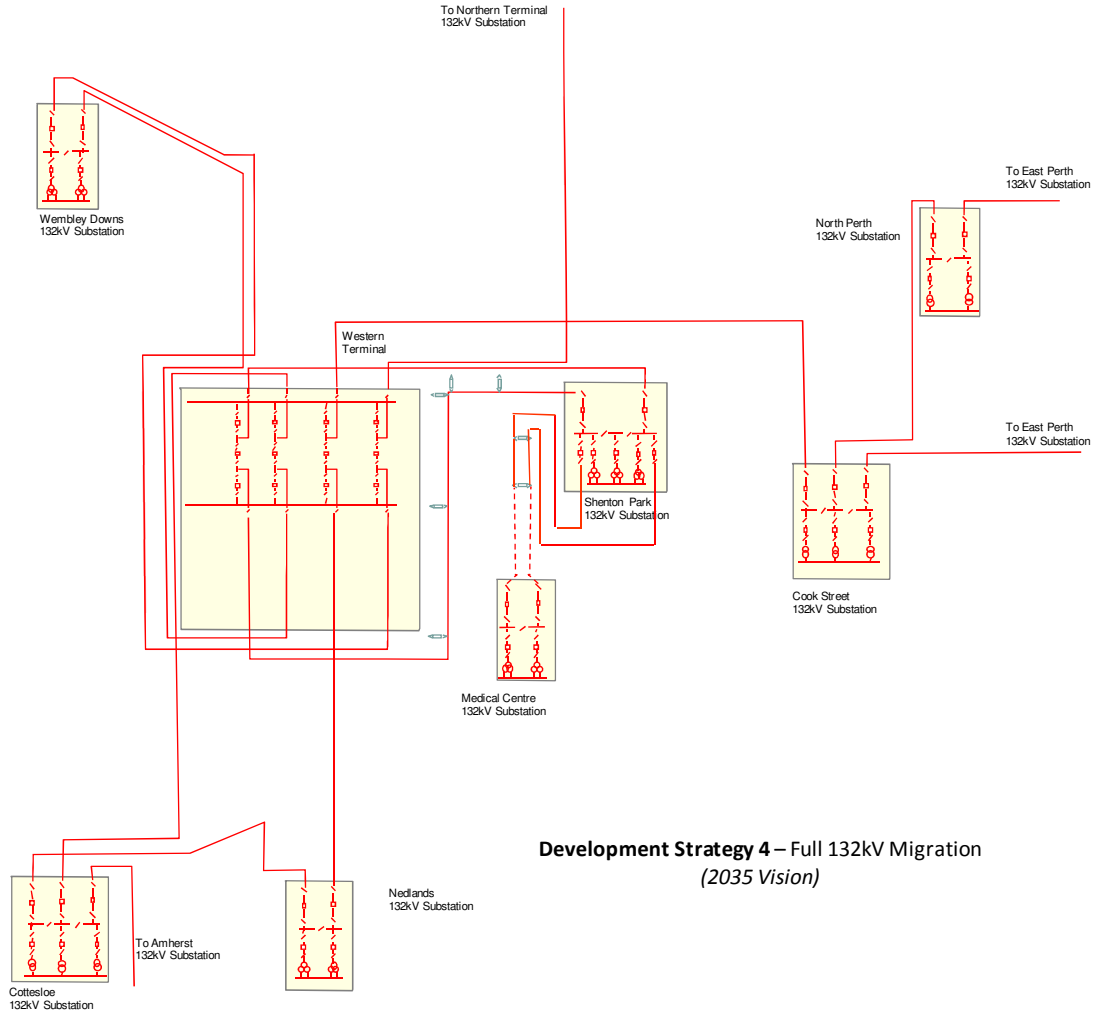 To Northern Terminal
132kV Substation
Wembley Downs
132kV Substation
To East Perth
132kV Substation
North Perth
132kV Substation
Western
Terminal
To East Perth
132kV Substation
Shenton Park
132kV Substation
Cook Street
132kV Substation
Medical Centre
132kV Substation
Development Strategy 4 – Full 132kV Migration
(2035 Vision)
Nedlands
132kV Substation
To Amherst
132kV Substation
Cottesloe
132kV Substation